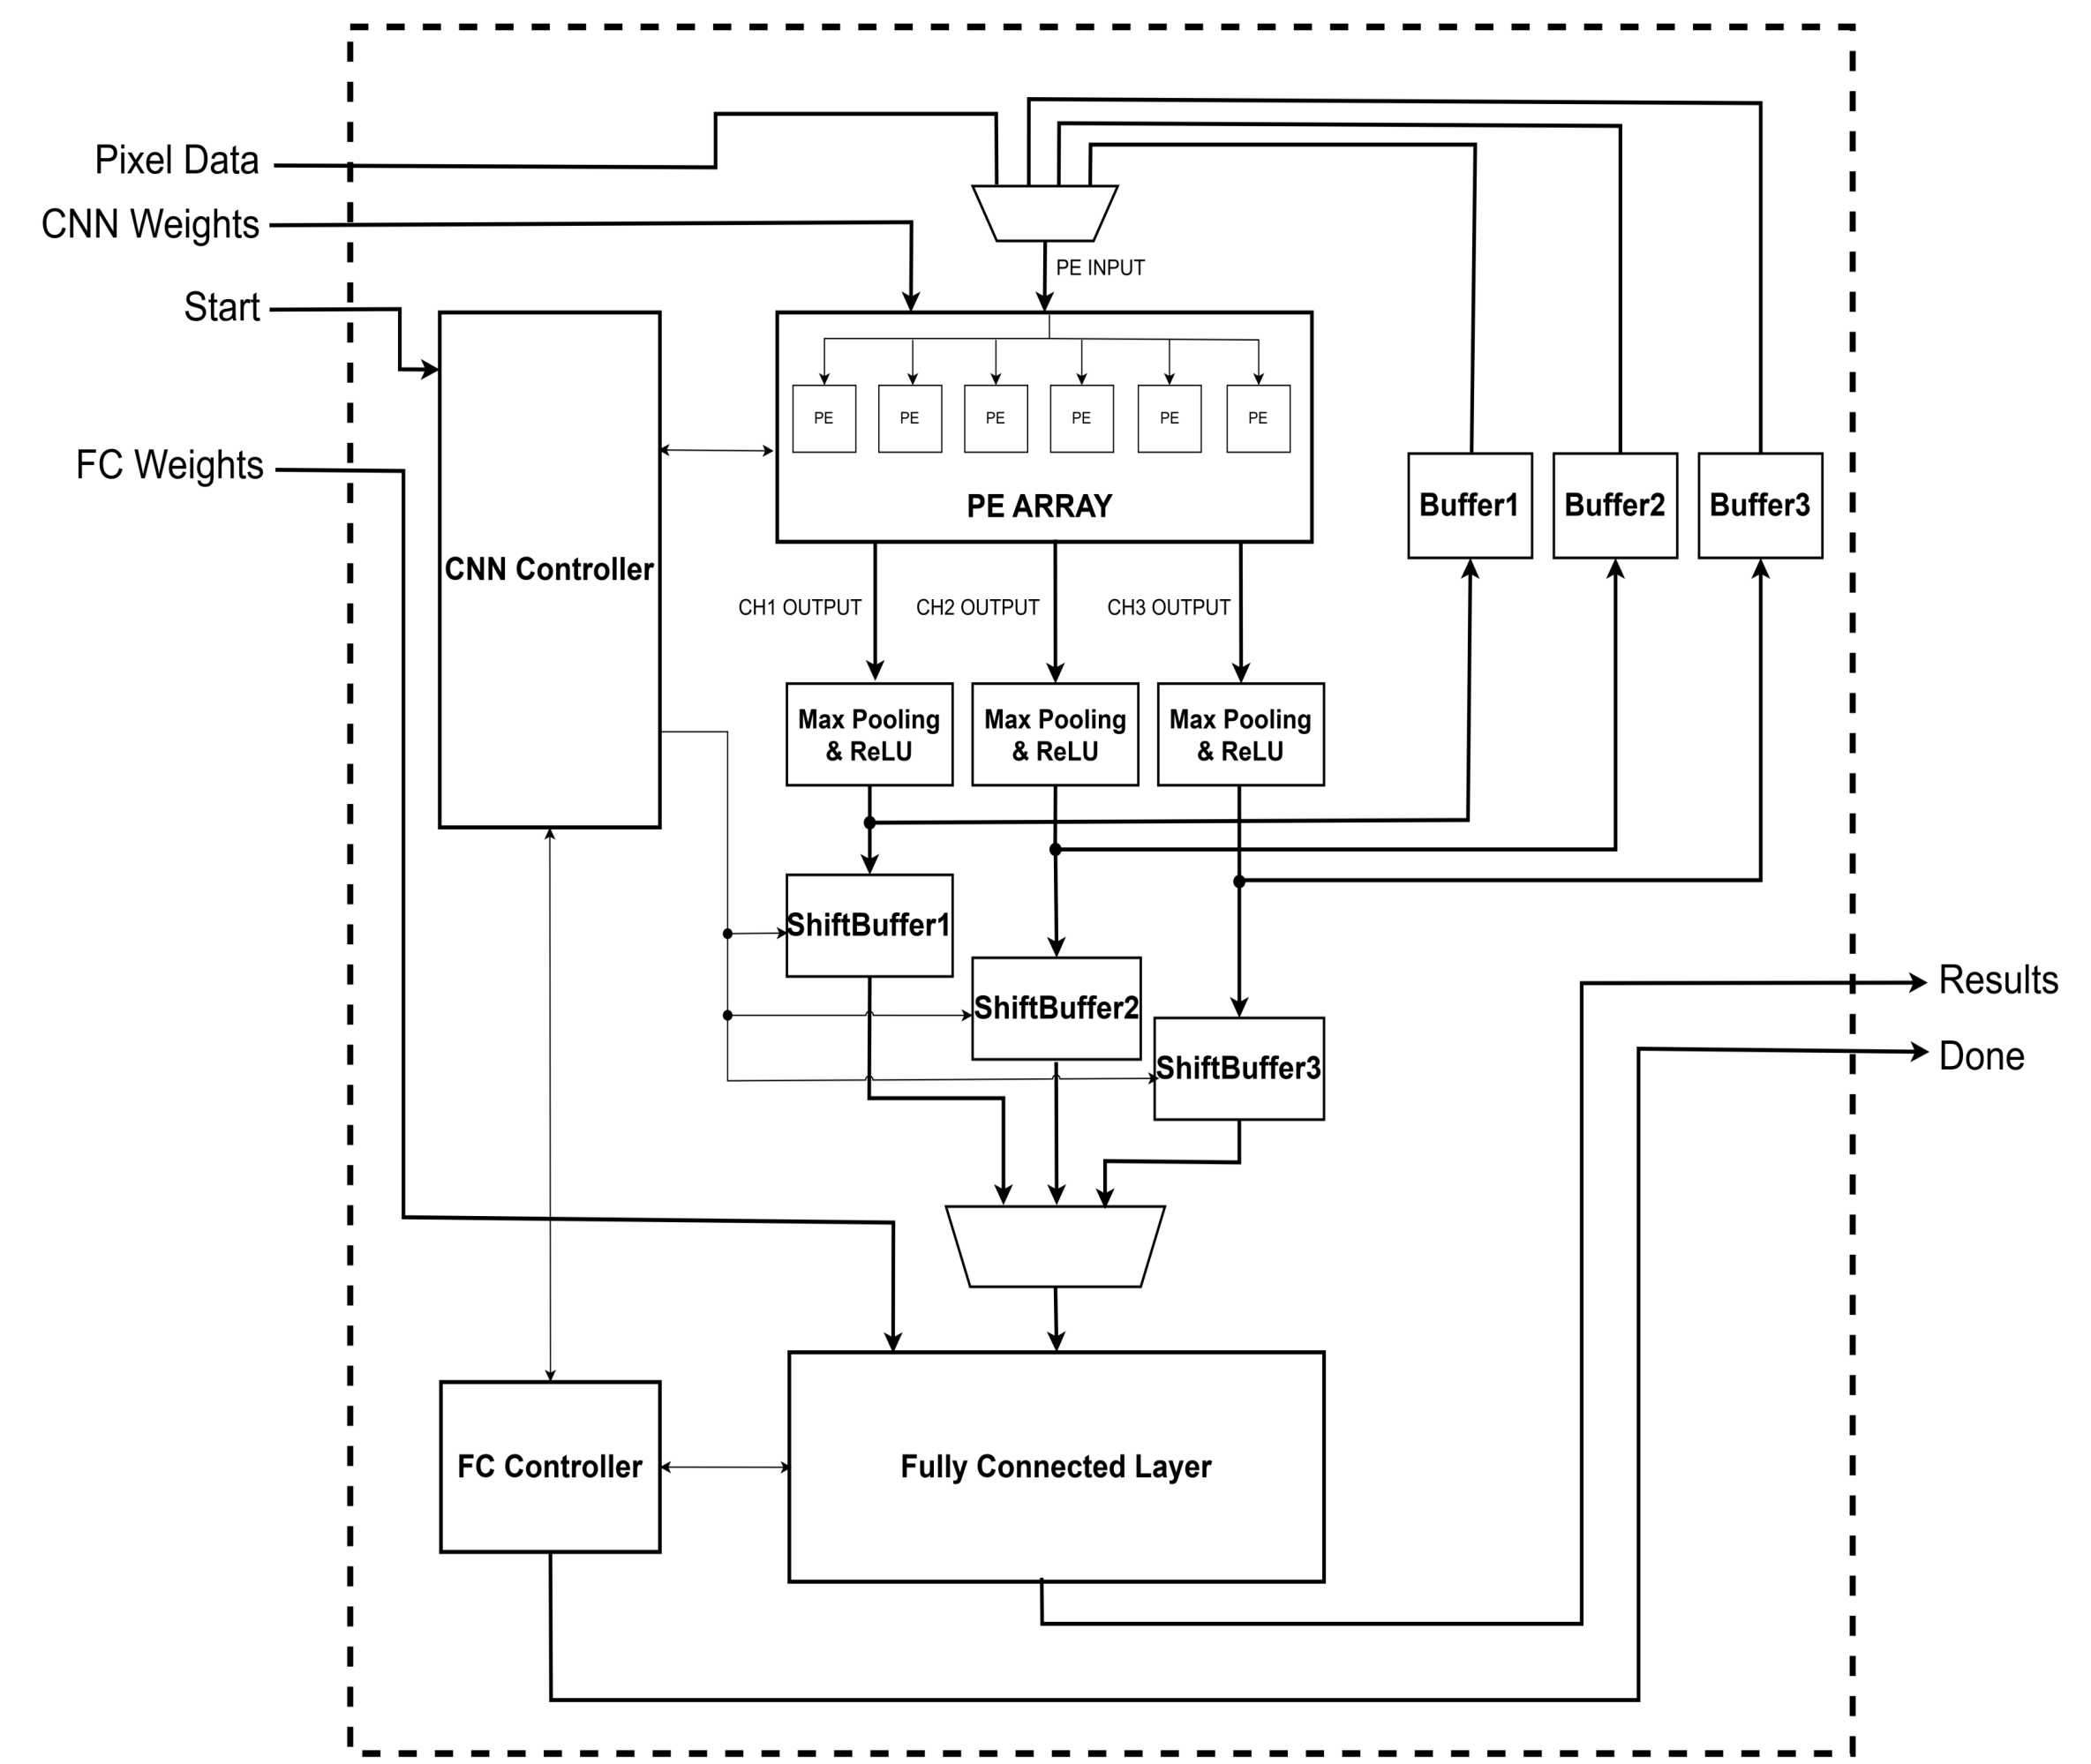 Pixel Data
CNN Weights
Start
FC Weights
PE INPUT
PE PE PE PE PE PE
PE ARRAY
Buffer1
Buffer2
Buffer3
CNN Controller
CH1 OUTPUT
CH2 OUTPUT
CH3 OUTPUT
Max Pooling
& ReLU
Max Pooling
& ReLU
Max Pooling
& ReLU
ShiftBuffer1
ShiftBuffer2
ShiftBuffer3
Results
Done
FC Controller
Fully Connected Layer